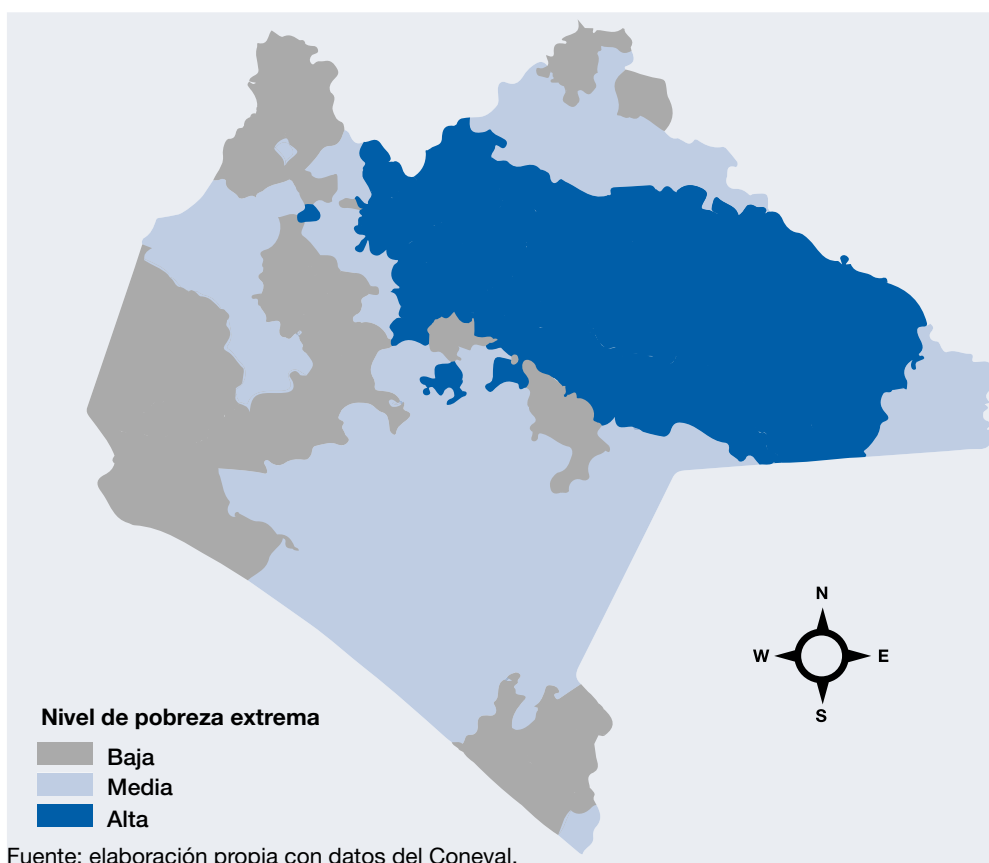 N
W E
S
Nivel de pobreza extrema
Baja
Media
Alta
Fuente: elaboración propia con datos del Coneval.